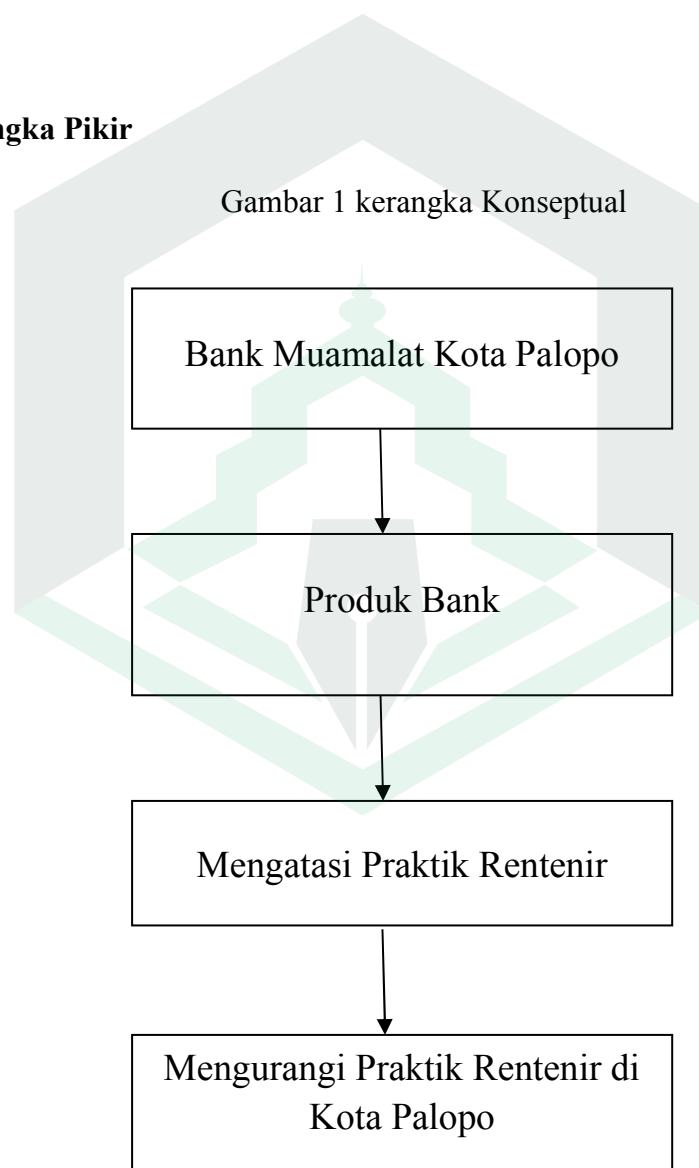 ngka Pikir
Gambar 1 kerangka Konseptual
Bank Muamalat Kota Palopo
Produk Bank
Mengatasi Praktik Rentenir
Mengurangi Praktik Rentenir di
Kota Palopo